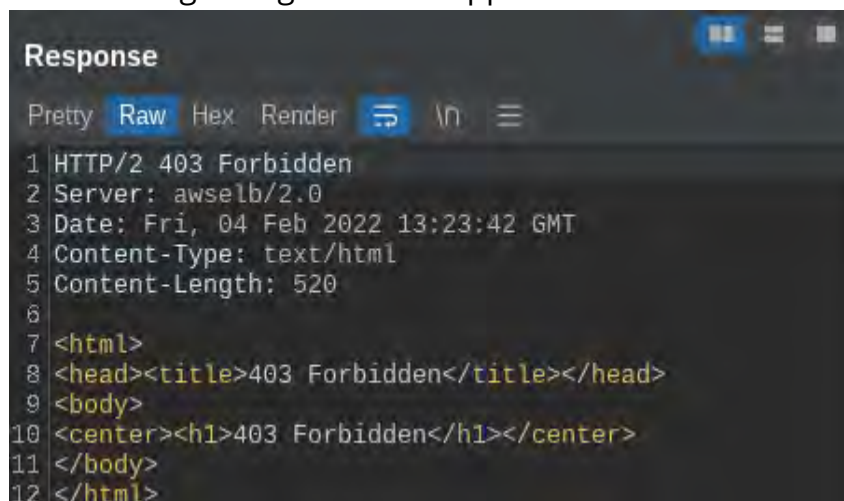 Response
Pretty Raw Hex Render \n
1 HTTP/2 403 Forbidden
2 Server: awselb/2.0
3 Date: Fri, 04 Feb 2022 13:23:42 GMT
4 Content-Type: text/html
5 Content-Length: 520
6
7 <html>
8 <head><title>403 Forbidden</title></head>
9 <body>
10 <center><h1>403 Forbidden</h1></center>
11 </body>
12 </html>